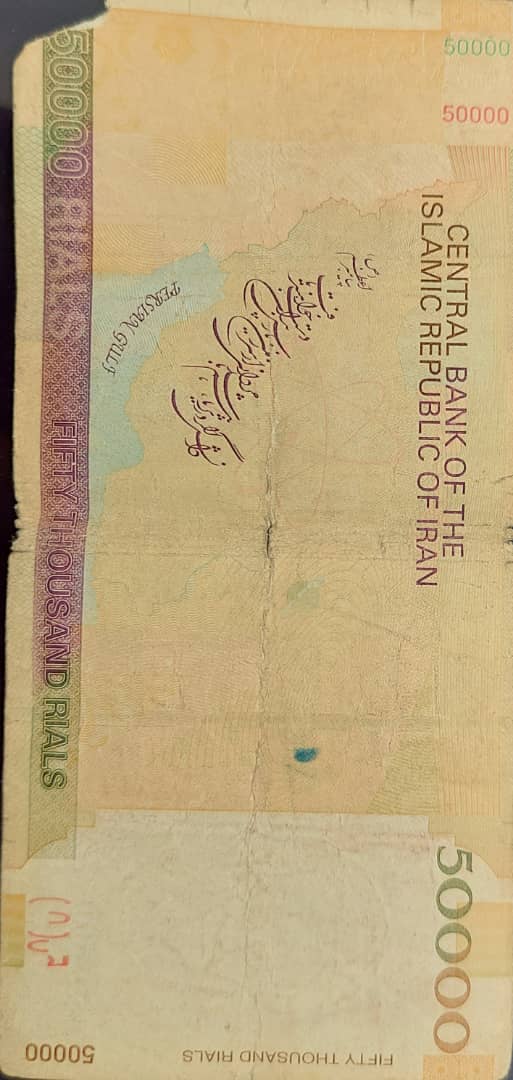 50000
50000
CENTRAL BANK OF THE
ISLAMIC REPUBLIC OF IRAN
50000
PERSIAN GULF
50000 RIALS
FIFTY THOUSAND RIALS
FIFTY THOUSAND RIALS
50000